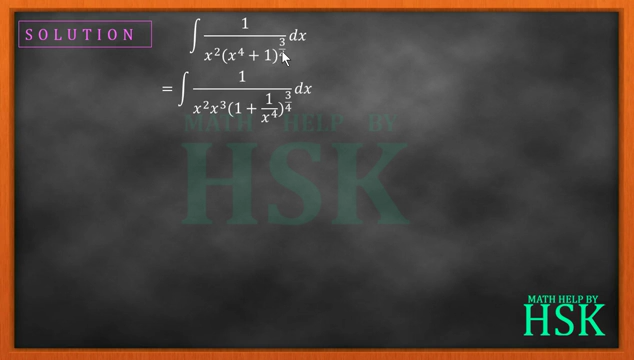 SOLUTION
∫ 1/(x²(x⁴ + 1)^(3/4)) dx
= ∫ 1/(x²x³(1 + 1/x⁴)^(3/4)) dx
MATH HELP BY
HSK
MATH HELP BY
HSK